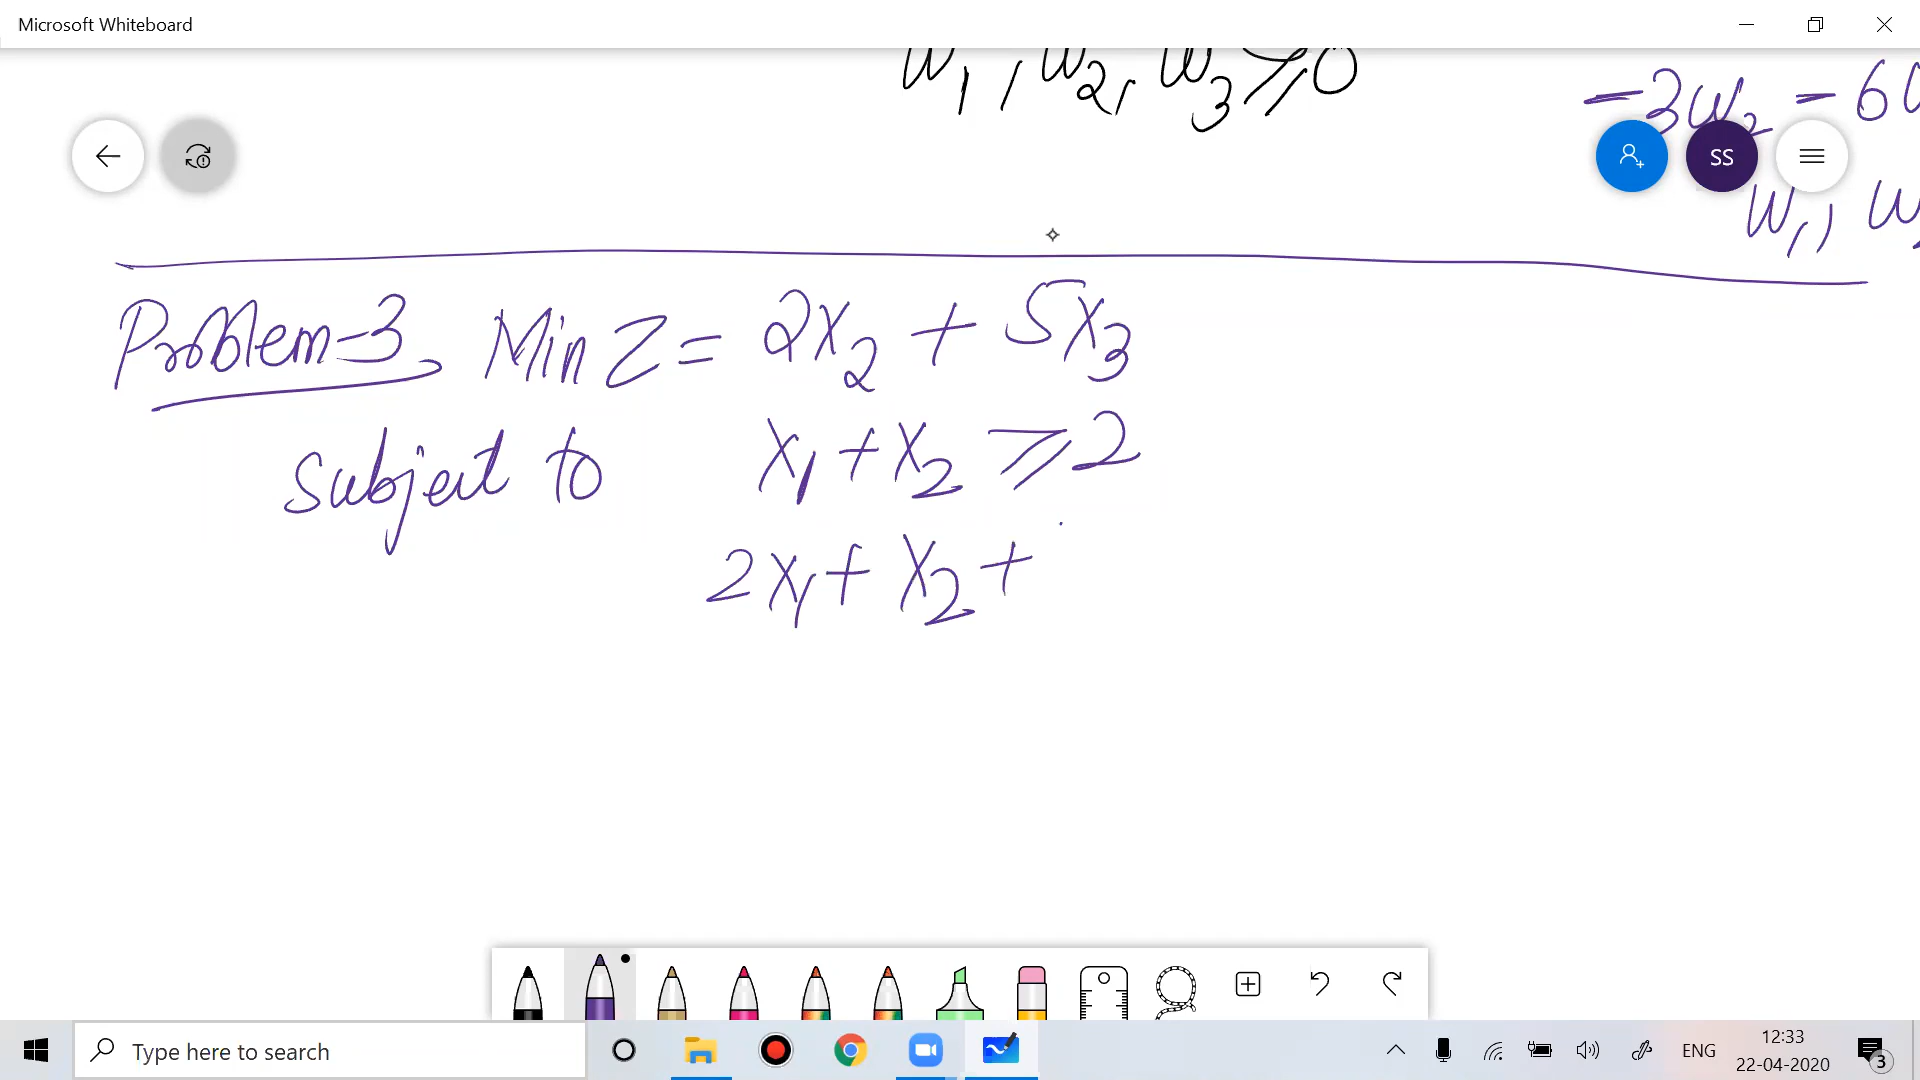 Microsoft Whiteboard
w₁, w₂, w₃ ≥ 0
-3w₂ - 6
SS
w₁, w
Problem-3. Min Z = 2x₂ + 5x₃
Subject to x₁ + x₂ ≥ 2
2x₁ + x₂ +
Type here to search
ENG
12:33
22-04-2020
3